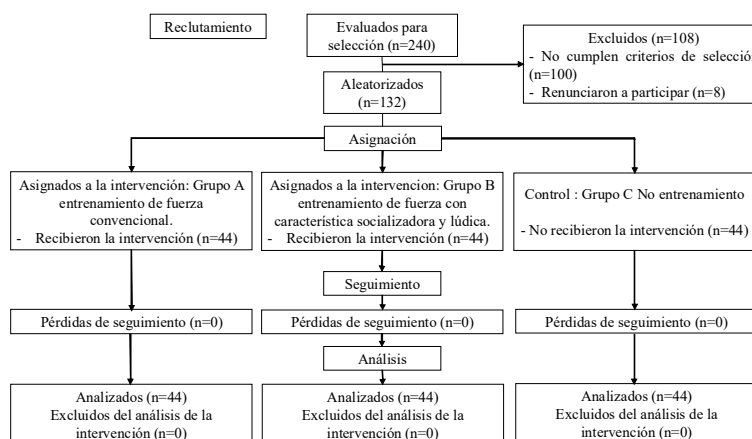 Reclutamiento
Evaluados para
selección (n=240)
Excluidos (n=108)
- No cumplen criterios de selección
(n=100)
- Renunciaron a participar (n=8)
Aleatorizados
(n=132)
Asignación
Asignados a la intervención: Grupo A
entrenamiento de fuerza
convencional.
- Recibieron la intervención (n=44)
Asignados a la intervencion: Grupo B
entrenamiento de fuerza con
característica socializadora y lúdica.
- Recibieron la intervención (n=44)
Control : Grupo C No entrenamiento
- No recibieron la intervención (n=44)
Seguimiento
Pérdidas de seguimiento (n=0)
Pérdidas de seguimiento (n=0)
Pérdidas de seguimiento (n=0)
Análisis
Analizados (n=44)
Excluidos del análisis de la
intervención (n=0)
Analizados (n=44)
Excluidos del análisis de la
intervención (n=0)
Analizados (n=44)
Excluidos del análisis de la
intervención (n=0)